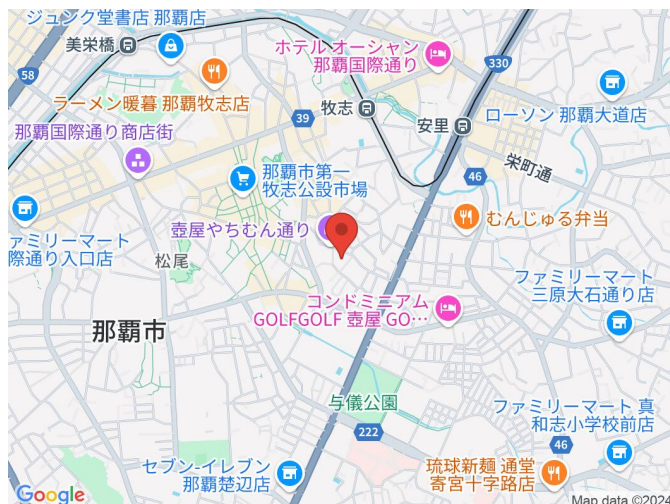 ジュンク堂書店 那覇店
美栄橋
ホテル オーシャン
那覇国際通り
330
58
ラーメン暖暮 那覇牧志店
牧志
安里
ローソン 那覇大道店
那覇国際通り商店街
39
栄町通
46
那覇市第一
牧志公設市場
壺屋やちむん通り
むんじゅる弁当
ァミリーマート
際通り入口店
松尾
ファミリーマート
三原大石通り店
コンドミニアム
GOLFGOLF 壺屋 GO…
那覇市
与儀公園
222
ファミリーマート 真
和志小学校前店
46
セブン-イレブン
那覇楚辺店
琉球新麺 通堂
寄宮十字路店
Google
Map data ©2024